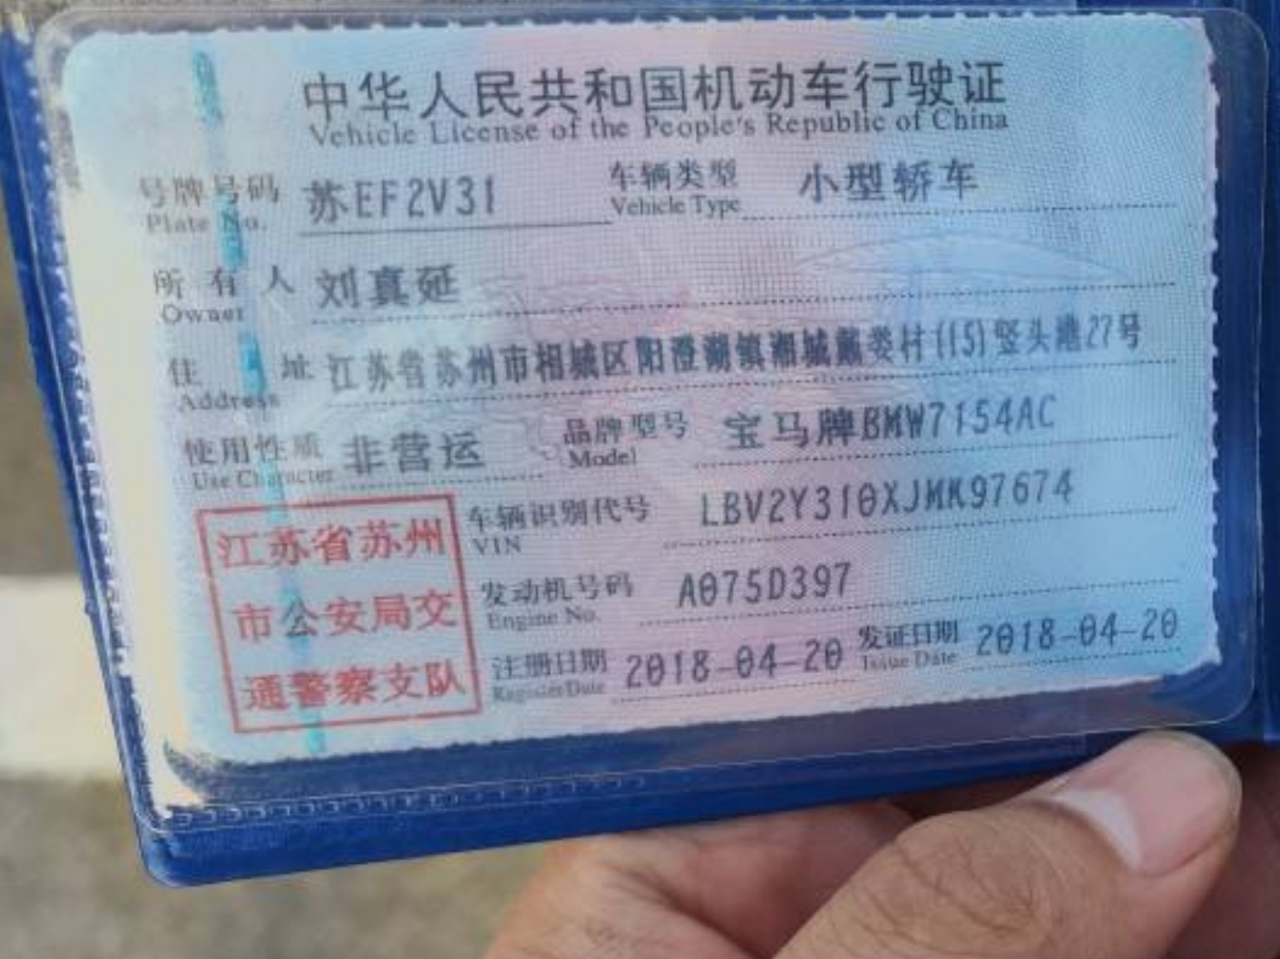 中华人民共和国机动车行驶证
Vehicle License of the People's Republic of China
号牌号码 苏EF2V31 车辆类型 小型轿车
Plate No. Vehicle Type
所有人 刘真延
Owner
住址 江苏省苏州市相城区阳澄湖镇湘城戴娄村(15)竖头港27号
Address
使用性质 非营运 品牌型号 宝马牌BMW7154AC
Use Character Model
江苏省苏州
市公安局交
通警察支队
车辆识别代号 LBV2Y310XJMK97674
VIN
发动机号码 A075D397
Engine No.
注册日期 2018-04-20 发证日期 2018-04-20
Register Date Issue Date